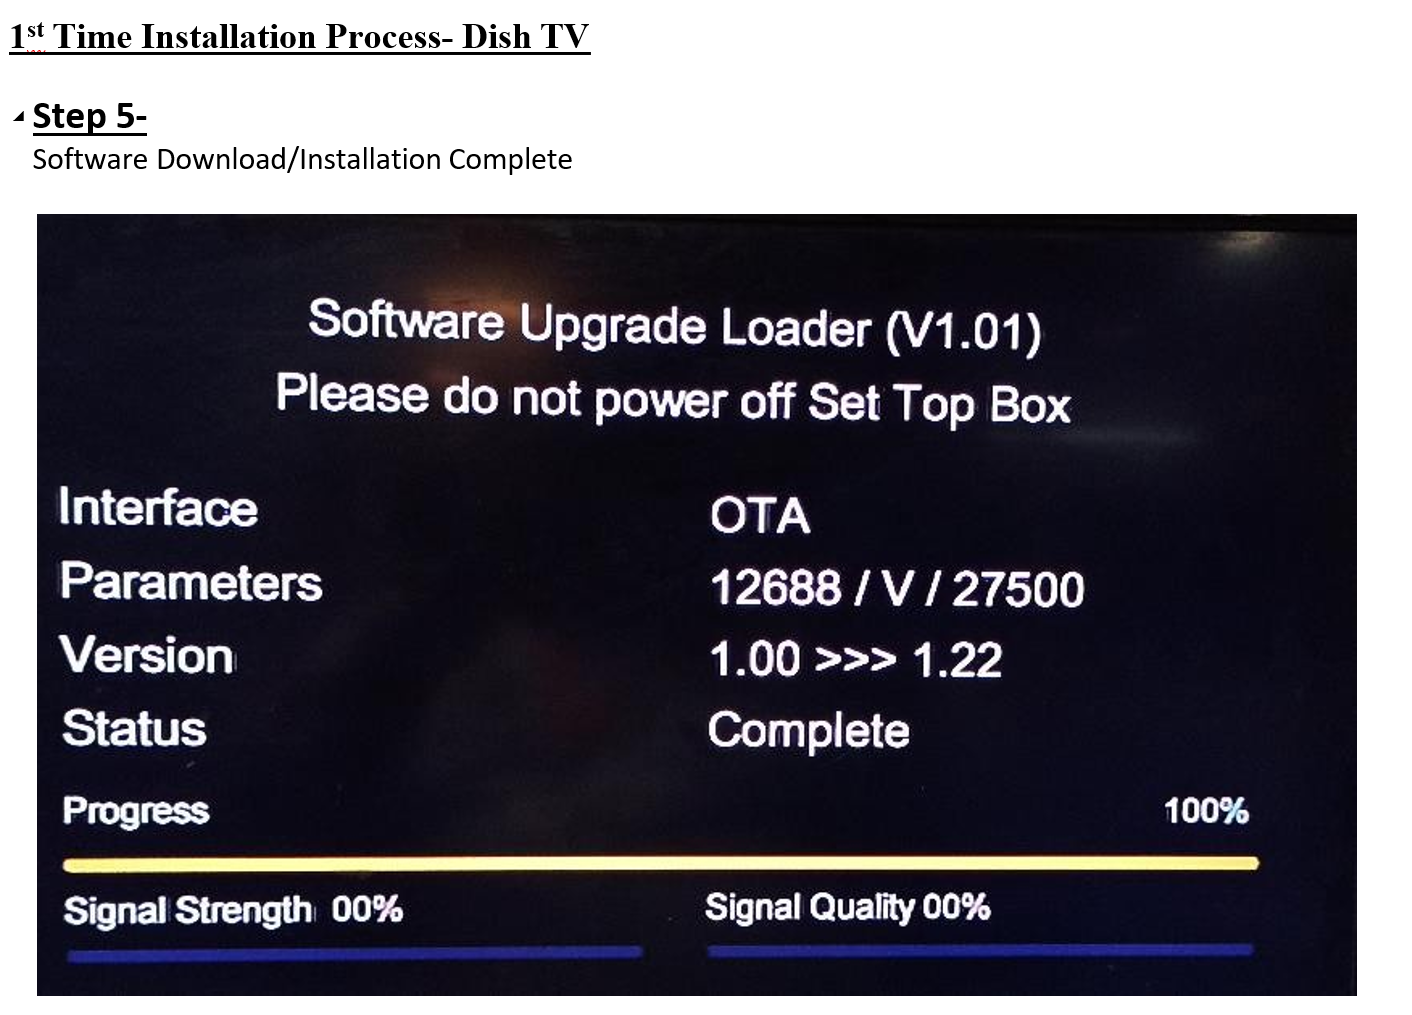 1st Time Installation Process- Dish TV
Step 5-
Software Download/Installation Complete
Software Upgrade Loader (V1.01)
Please do not power off Set Top Box
Interface OTA
Parameters 12688 / V / 27500
Version 1.00 >>> 1.22
Status Complete
Progress 100%
Signal Strength 00% Signal Quality 00%